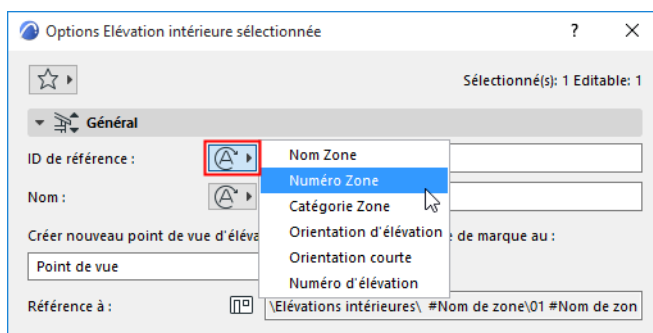 Options Elévation intérieure sélectionnée ?
Sélectionné(s): 1 Editable: 1
Général
ID de référence :
Nom Zone
Numéro Zone
Nom :
Catégorie Zone
Créer nouveau point de vue d'éléva
Orientation d'élévation
de marque au :
Orientation courte
Point de vue
Numéro d'élévation
Référence à :
\Elévations intérieures\ #Nom de zone\01 #Nom de zon